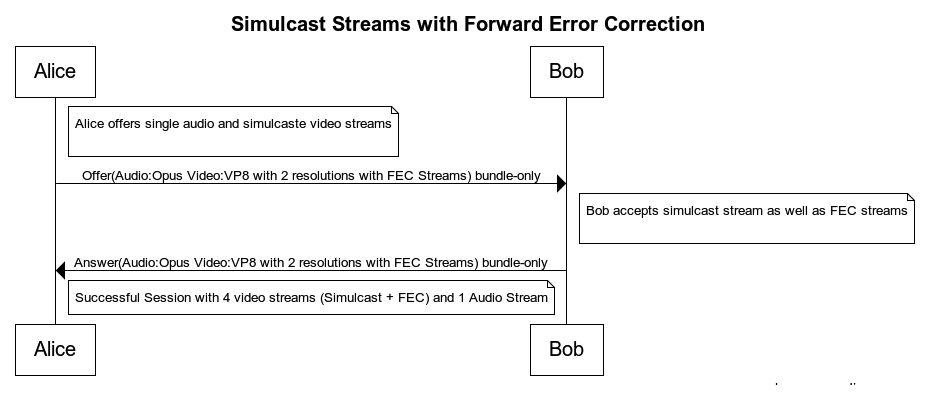 Simulcast Streams with Forward Error Correction
Alice
Bob
Alice offers single audio and simulcaste video streams
Offer(Audio:Opus Video:VP8 with 2 resolutions with FEC Streams) bundle-only
Bob accepts simulcast stream as well as FEC streams
Answer(Audio:Opus Video:VP8 with 2 resolutions with FEC Streams) bundle-only
Successful Session with 4 video streams (Simulcast + FEC) and 1 Audio Stream
Alice
Bob